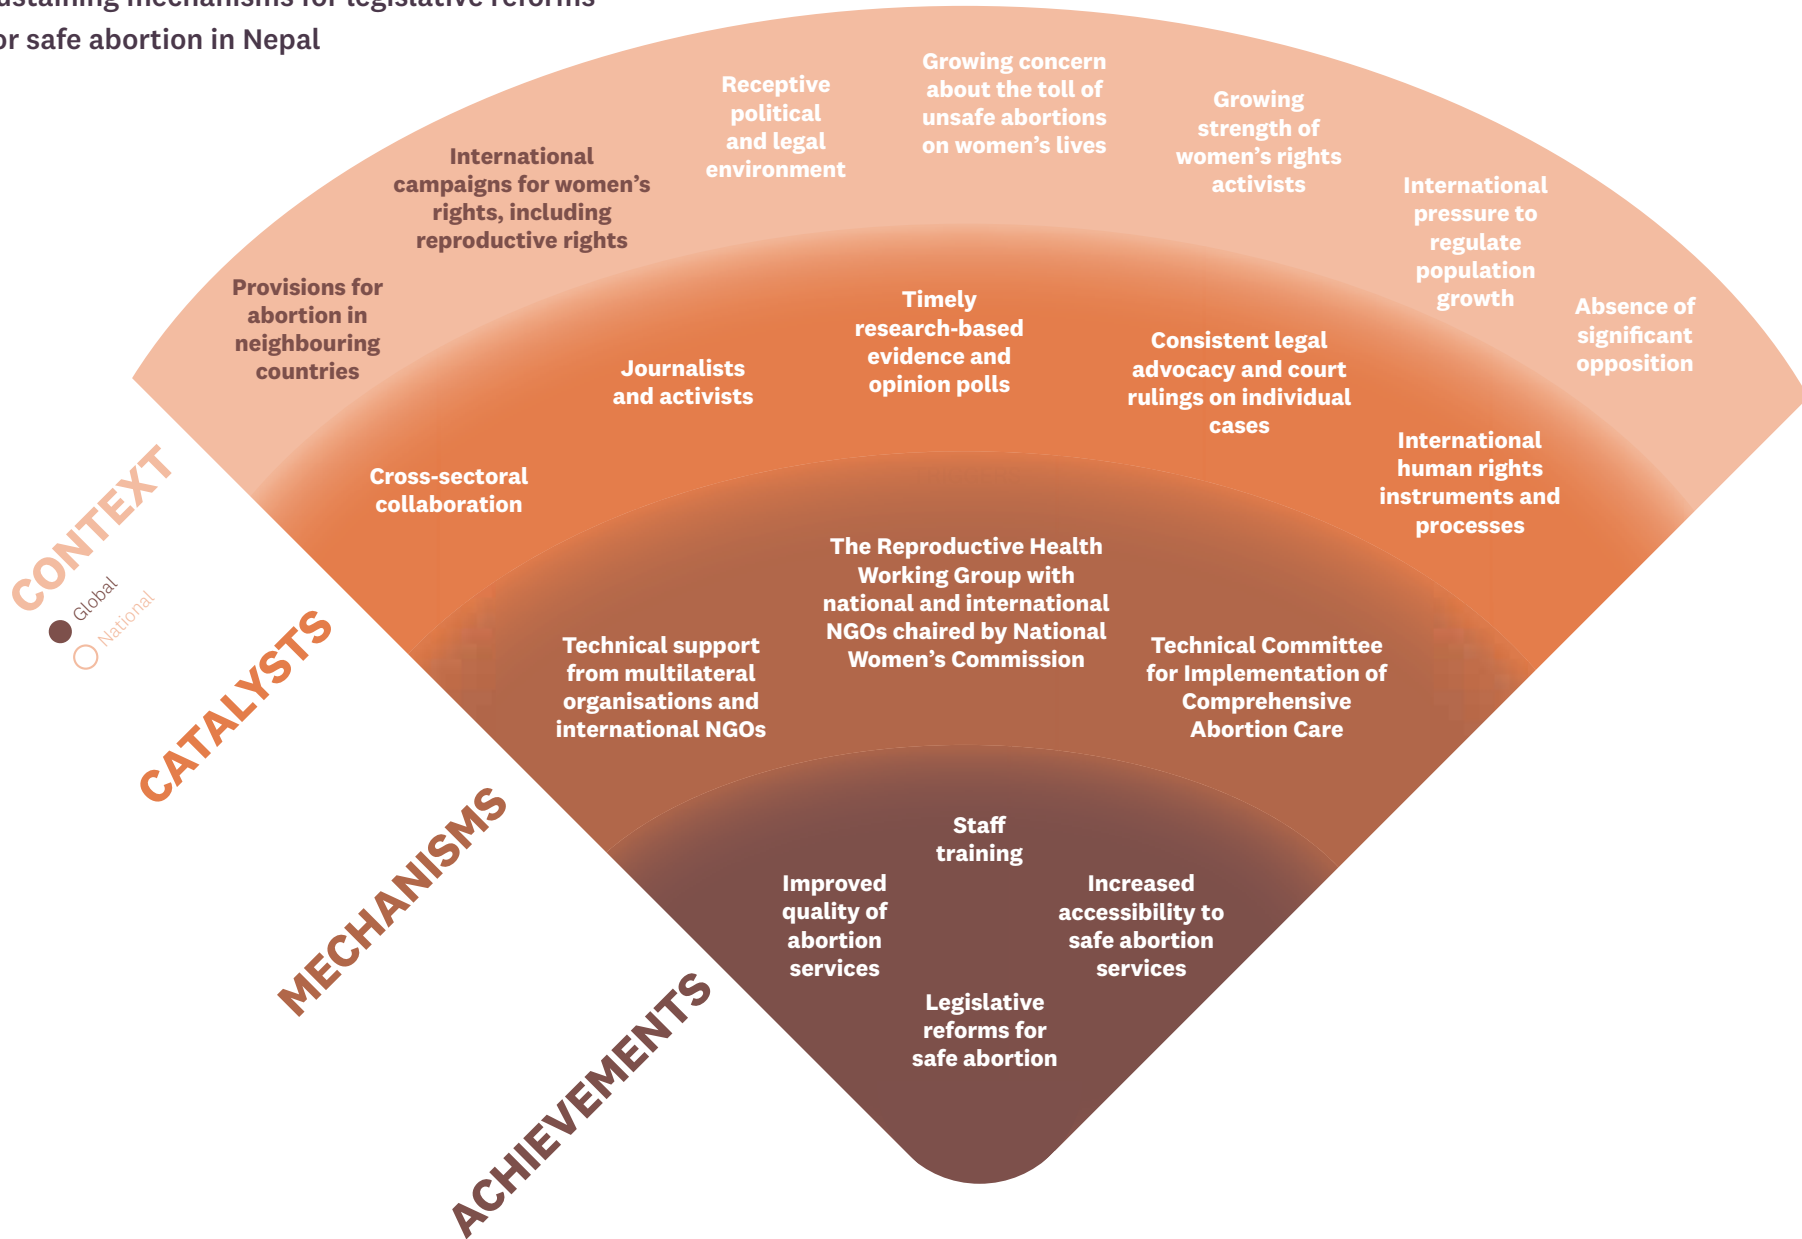 mechanisms for legislative reforms
safe abortion in Nepal
Provisions for
abortion in
neighbouring
countries
International
campaigns for women's
rights, including
reproductive rights
Receptive
political
and legal
environment
Growing concern
about the toll of
unsafe abortions
on women's lives
Growing
strength of
women's rights
activists
International
pressure to
regulate
population
growth
Absence of
significant
opposition
Cross-sectoral
collaboration
Journalists
and activists
Timely
research-based
evidence and
opinion polls
Consistent legal
advocacy and court
rulings on individual
cases
International
human rights
instruments and
processes
Technical support
from multilateral
organisations and
international NGOs
The Reproductive Health
Working Group with
national and international
NGOs chaired by National
Women's Commission
Technical Committee
for Implementation of
Comprehensive
Abortion Care
Staff
training
Improved
quality of
abortion
services
Increased
accessibility to
safe abortion
services
Legislative
reforms for
safe abortion
CONTEXT
Global
National
CATALYSTS
MECHANISMS
ACHIEVEMENTS